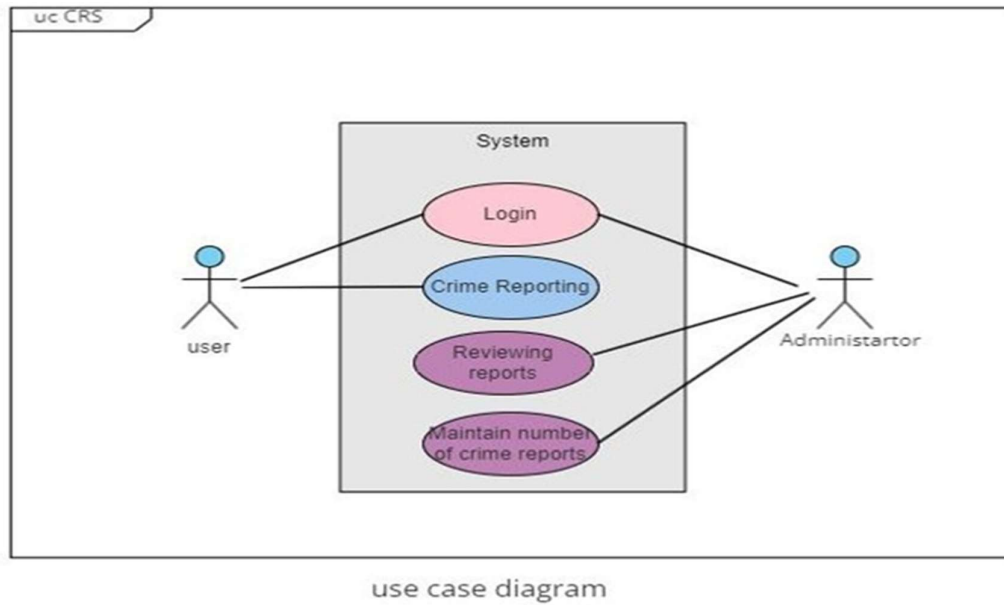 uc CRS
System
Login
Crime Reporting
Reviewing
reports
Maintain number
of crime reports
user
Administartor
use case diagram